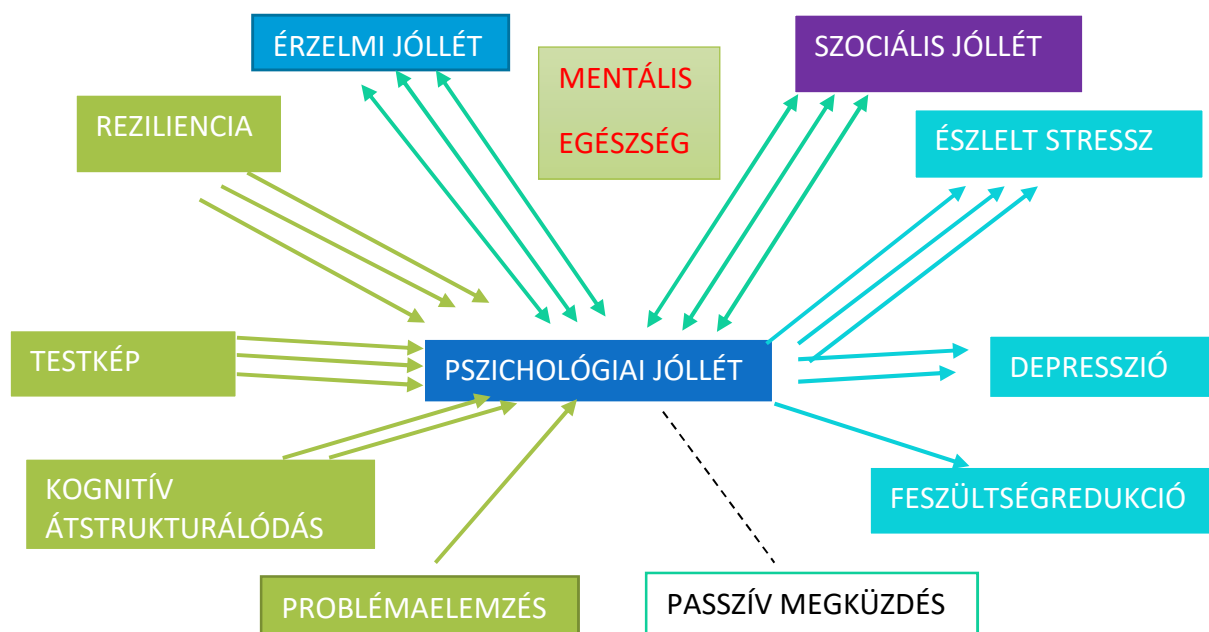 ÉRZELMI JÓLLÉT
SZOCIÁLIS JÓLLÉT
MENTÁLIS
EGÉSZSÉG
REZILIENCIA
ÉSZLELT STRESSZ
TESTKÉP
PSZICHOLÓGIAI JÓLLÉT
DEPRESSZIÓ
KOGNITÍV
ÁTSTRUKTURÁLÓDÁS
FESZÜLTSÉGREDUKCIÓ
PROBLÉMAELEMZÉS
PASSZÍV MEGKÜZDÉS